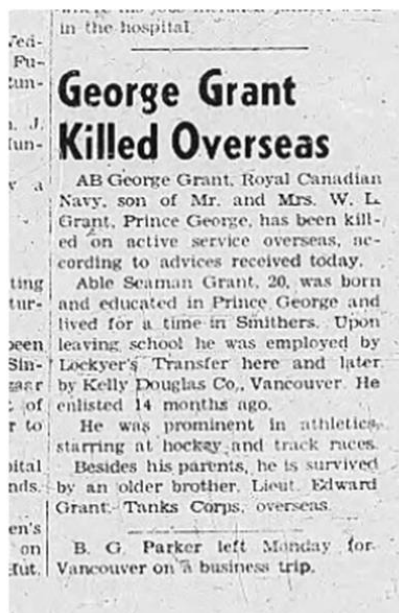 in the hospital.
George Grant
Killed Overseas
AB George Grant, Royal Canadian
Navy, son of Mr. and Mrs. W. L.
Grant, Prince George, has been kill-
ed on active service overseas, ac-
cording to advices received today.
Able Seaman Grant, 20, was born
and educated in Prince George and
lived for a time in Smithers. Upon
leaving school he was employed by
Lockyer's Transfer here and later
by Kelly Douglas Co., Vancouver. He
enlisted 14 months ago.
He was prominent in athletics,
starring at hockey and track races.
Besides his parents, he is survived
by an older brother, Lieut. Edward
Grant, Tanks Corps, overseas.
B. G. Parker left Monday for
Vancouver on a business trip.